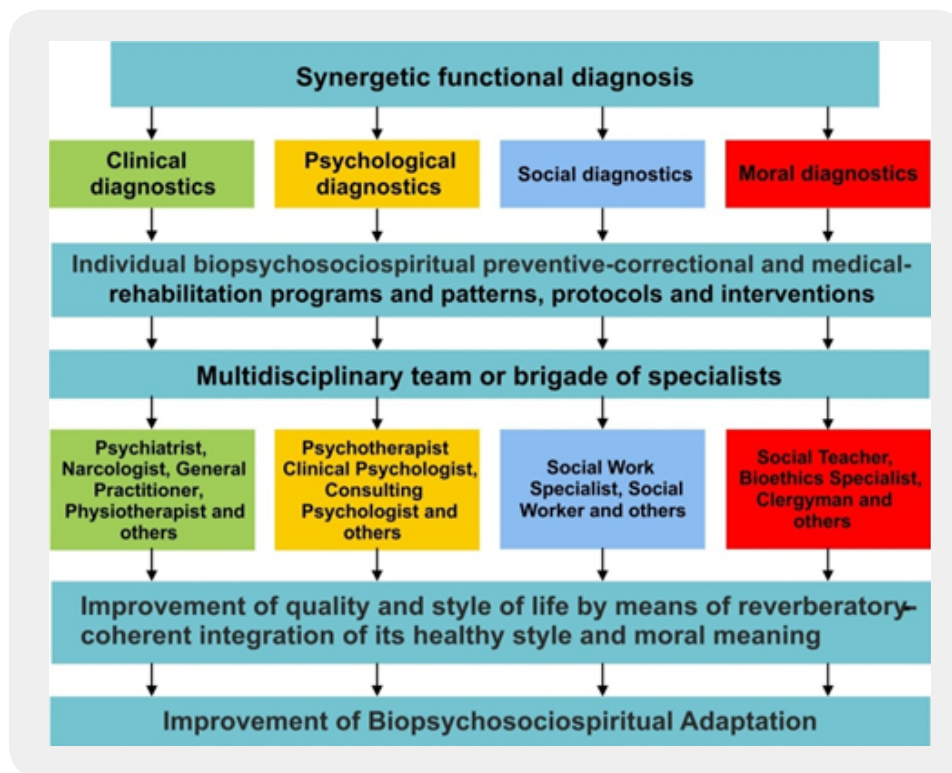 Synergetic functional diagnosis
Clinical
diagnostics
Psychological
diagnostics
Social diagnostics
Moral diagnostics
Individual biopsychosociospiritual preventive-correctional and medical-
rehabilitation programs and patterns, protocols and interventions
Multidisciplinary team or brigade of specialists
Psychiatrist,
Narcologist, General
Practitioner,
Physiotherapist and
others
Psychotherapist
Clinical Psychologist,
Consulting
Psychologist and
others
Social Work
Specialist, Social
Worker and others
Social Teacher,
Bioethics Specialist,
Clergyman and
others
Improvement of quality and style of life by means of reverberatory-
coherent integration of its healthy style and moral meaning
Improvement of Biopsychosociospiritual Adaptation